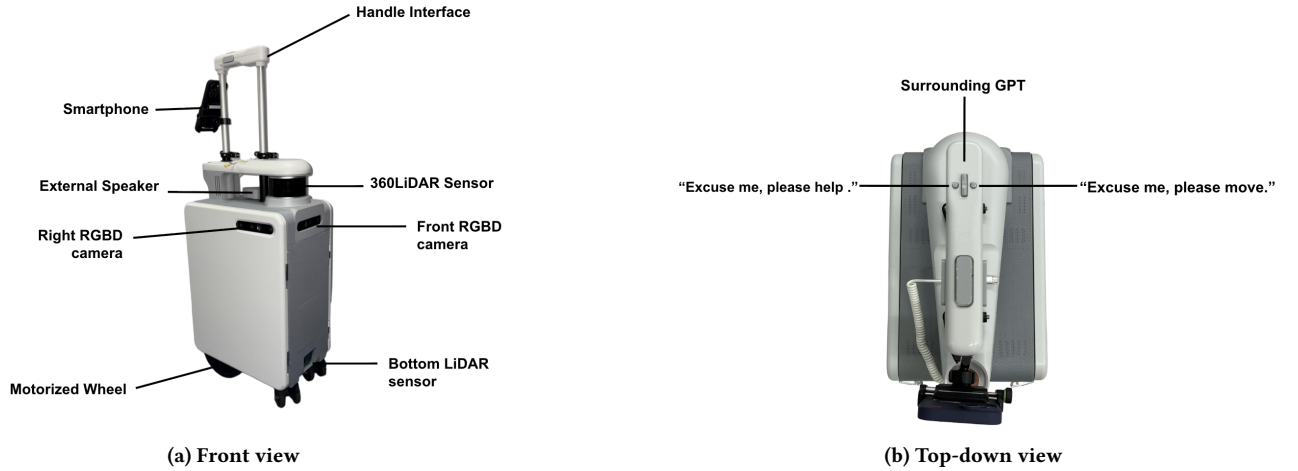 Handle Interface
Smartphone
External Speaker
360LiDAR Sensor
Right RGBD
camera
Front RGBD
camera
Bottom LiDAR
sensor
Motorized Wheel
(a) Front view
Surrounding GPT
“Excuse me, please help .”
“Excuse me, please move.”
(b) Top-down view